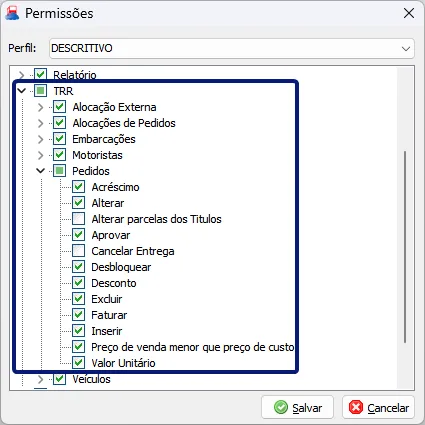 Permissões
Perfil: DESCRITIVO
Relatório
TRR
Alocação Externa
Alocações de Pedidos
Embarcações
Motoristas
Pedidos
Acréscimo
Alterar
Alterar parcelas dos Titulos
Aprovar
Cancelar Entrega
Desbloquear
Desconto
Excluir
Faturar
Inserir
Preço de venda menor que preço de custo
Valor Unitário
Veículos
Salvar Cancelar